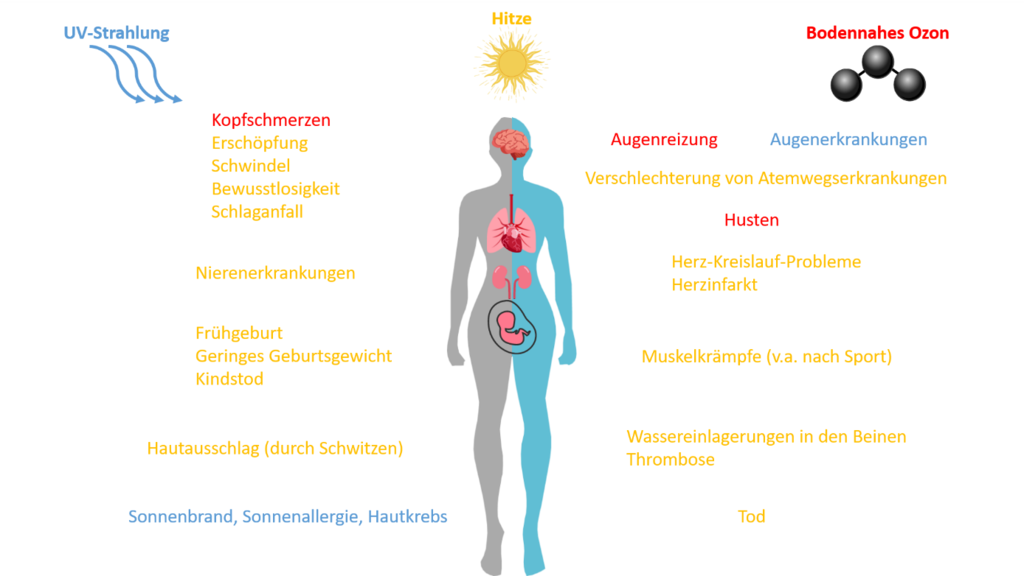 Hitze
UV-Strahlung
Bodennahes Ozon
Kopfschmerzen
Erschöpfung
Schwindel
Bewusstlosigkeit
Schlaganfall
Nierenerkrankungen
Frühgeburt
Geringes Geburtsgewicht
Kindstod
Hautausschlag (durch Schwitzen)
Sonnenbrand, Sonnenallergie, Hautkrebs
Augenreizung
Augenerkrankungen
Verschlechterung von Atemwegserkrankungen
Husten
Herz-Kreislauf-Probleme
Herzinfarkt
Muskelkrämpfe (v.a. nach Sport)
Wassereinlagerungen in den Beinen
Thrombose
Tod